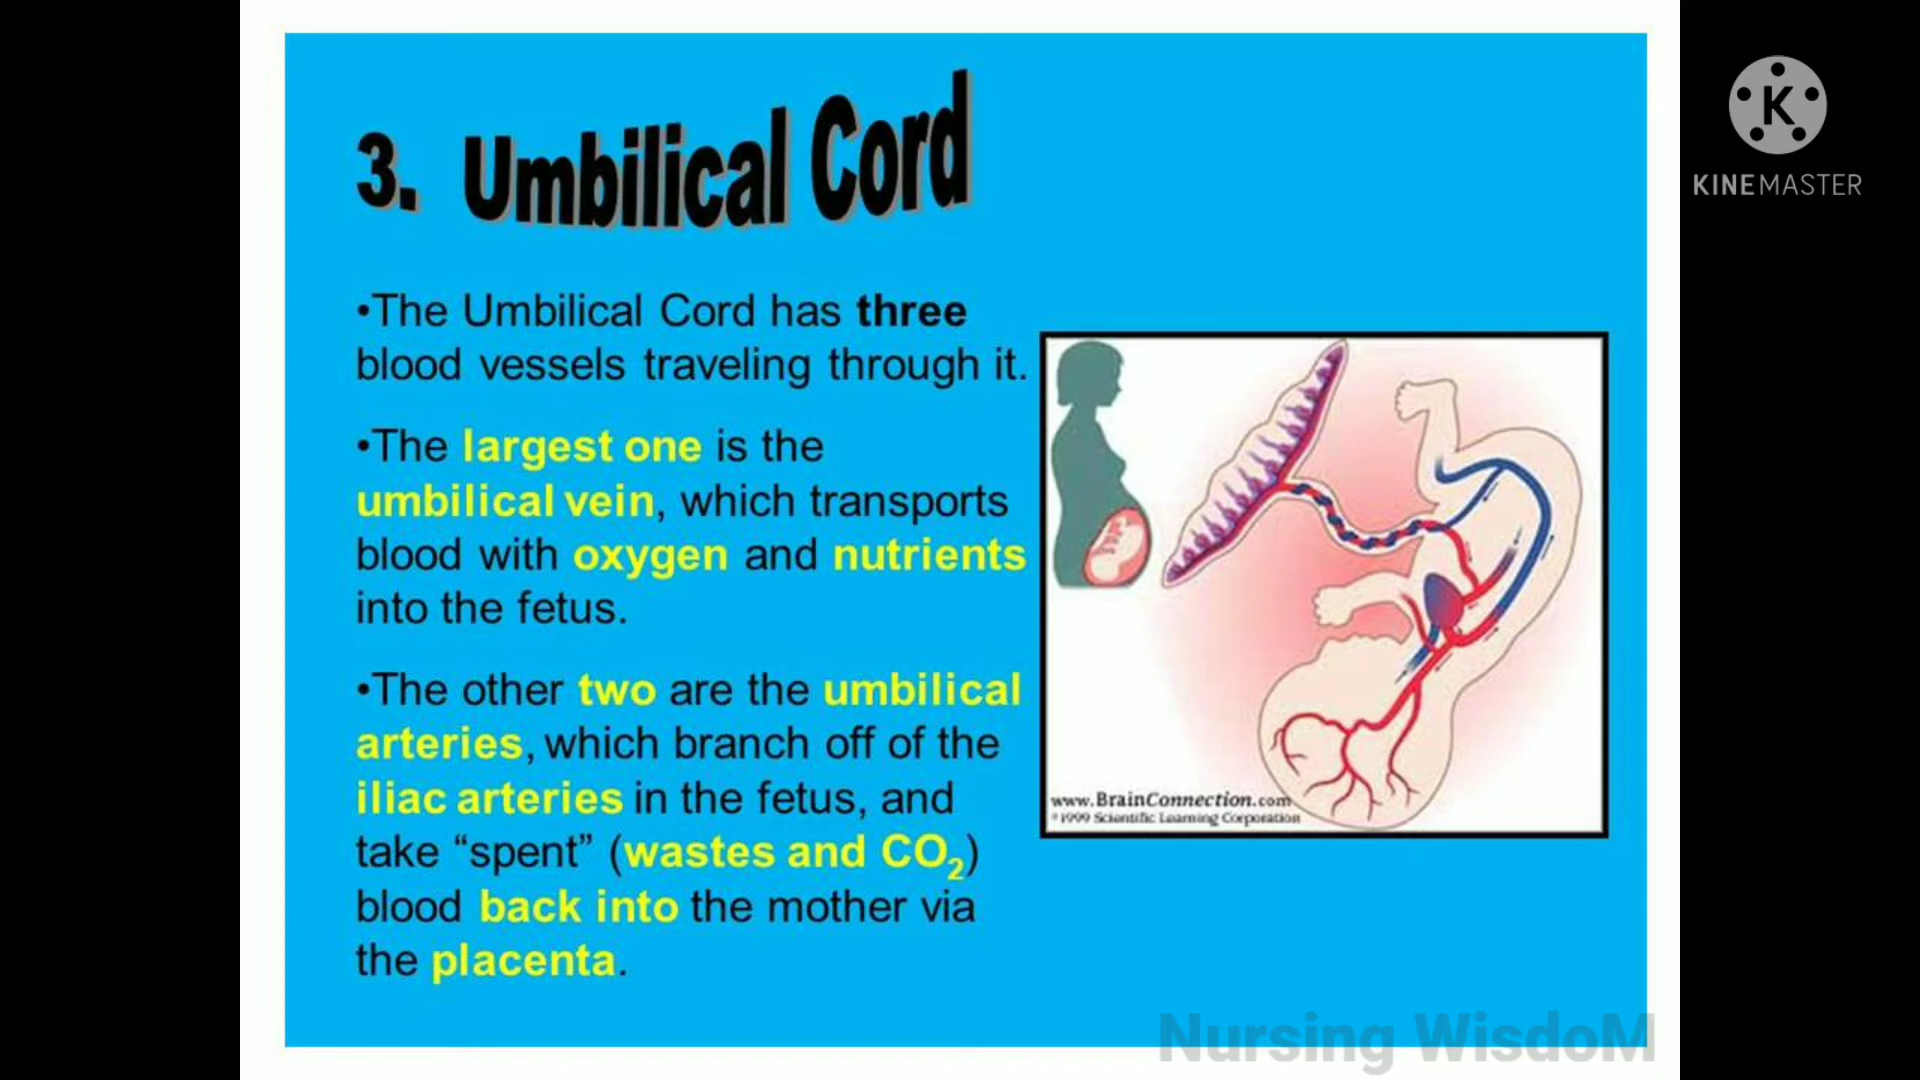 3. Umbilical Cord
•The Umbilical Cord has three
blood vessels traveling through it.
•The largest one is the
umbilical vein, which transports
blood with oxygen and nutrients
into the fetus.
•The other two are the umbilical
arteries, which branch off of the
iliac arteries in the fetus, and
take “spent” (wastes and CO₂)
blood back into the mother via
the placenta.
www.BrainConnection.com
©1999 Scientific Learning Corporation
K
KINEMASTER
Nursing WisdoM